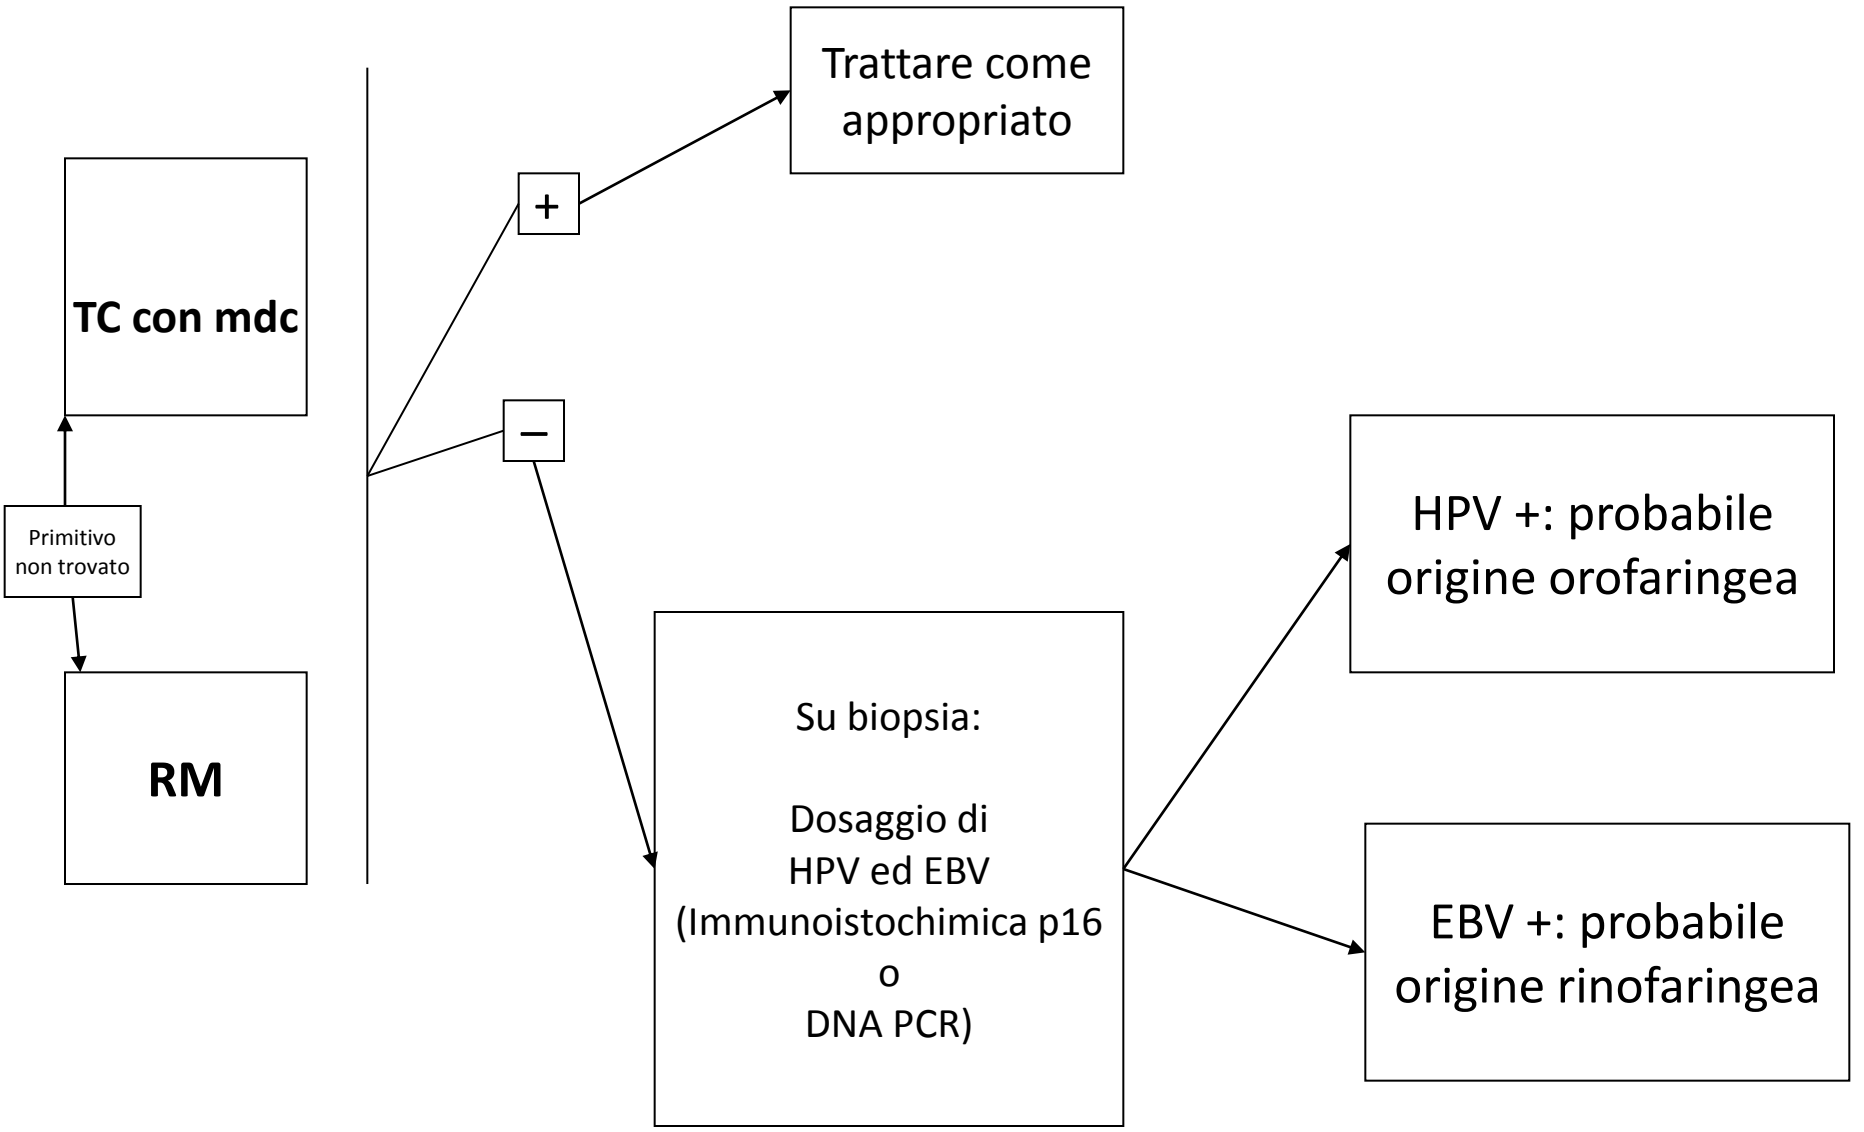 Trattare come
appropriato
+
TC con mdc
–
Primitivo
non trovato
RM
Su biopsia:
Dosaggio di
HPV ed EBV
(Immunoistochimica p16
o
DNA PCR)
HPV +: probabile
origine orofaringea
EBV +: probabile
origine rinofaringea